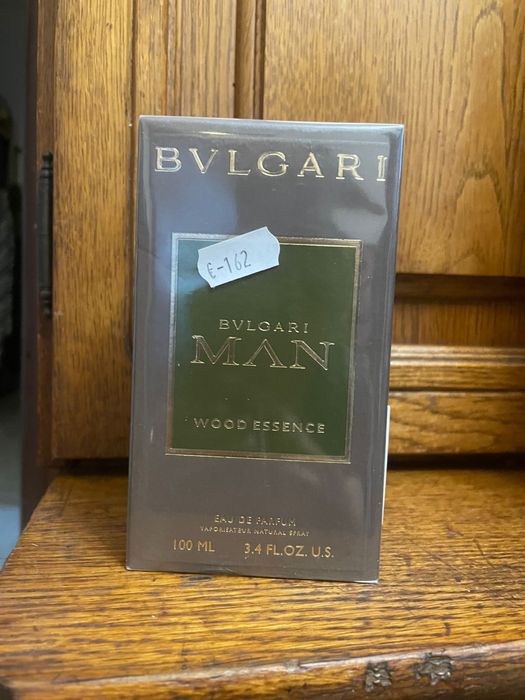 BVLGARI
€-162
BVLGARI
MAN
WOOD ESSENCE
EAU DE PARFUM
VAPORISATEUR NATURAL SPRAY
100 ML 3.4 FL.OZ. U.S.